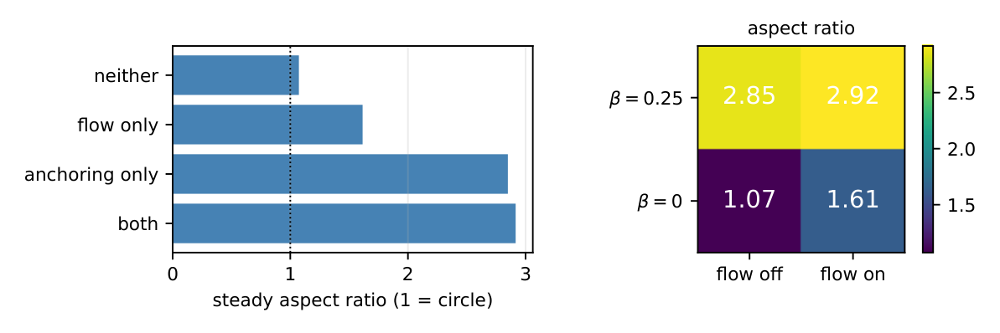 neither
flow only
anchoring only
both
0 1 2 3
steady aspect ratio (1 = circle)
aspect ratio
β = 0.25
β = 0
2.85 2.92
1.07 1.61
flow off flow on
2.5
2.0
1.5